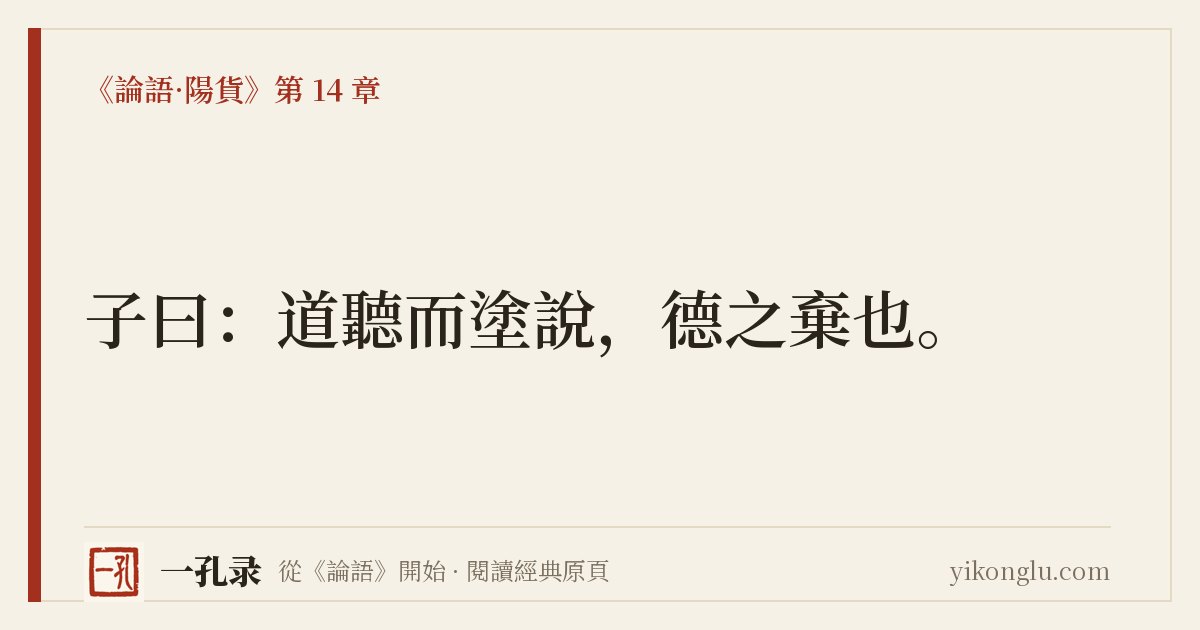 《論語·陽貨》第 14 章
子曰：道聽而塗說，德之棄也。
一孔
一孔录 從《論語》開始 · 閱讀經典原頁
yikonglu.com